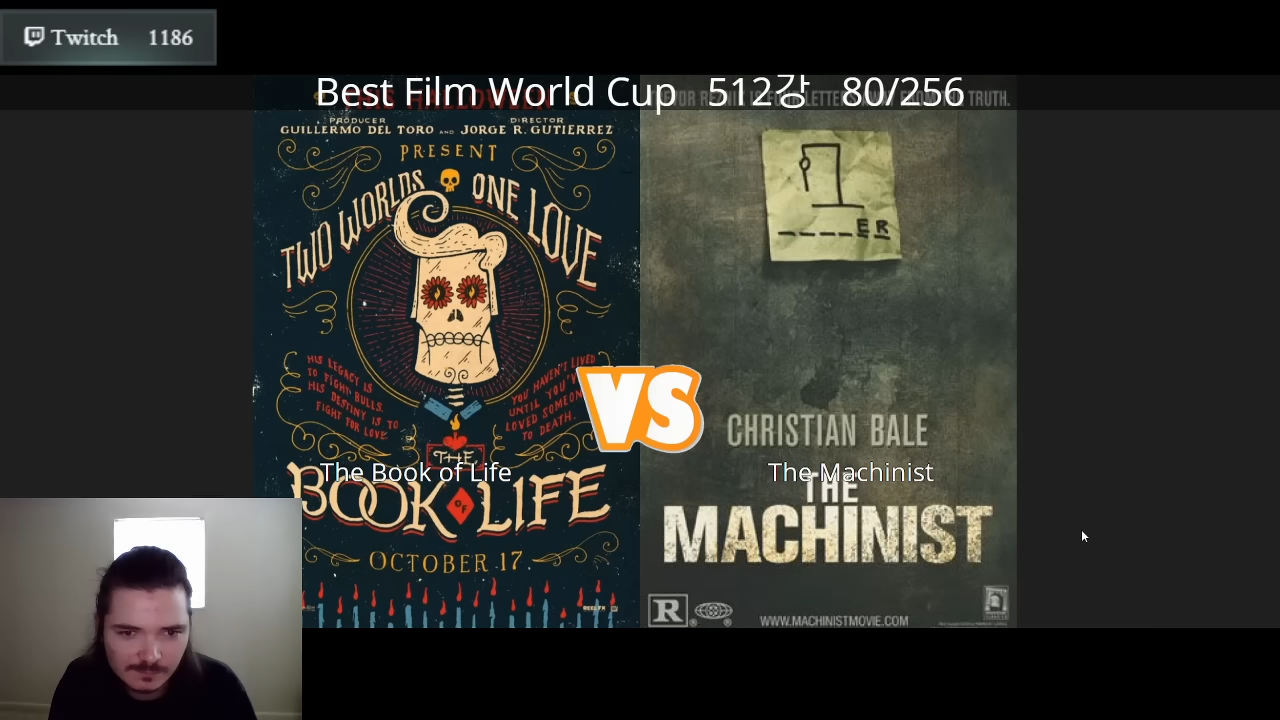 Twitch 1186
Best Film World Cup 512강 80/256
PRODUCER DIRECTOR
GUILLERMO DEL TORO AND JORGE R. GUTIERREZ
PRESENT
TWO WORLDS ONE LOVE
HIS LEGACY IS
TO FIGHT BULLS.
HIS DESTINY IS TO
FIGHT FOR LOVE.
YOU HAVEN'T LIVED
UNTIL YOU'V
LOVED SOMEON
TO DEATH.
THE
BOOK OF LIFE
The Book of Life
OCTOBER 17
REELFX
VS
TRUTH.
ER
CHRISTIAN BALE
The Machinist
THE
MACHINIST
R
WWW.MACHINISTMOVIE.COM